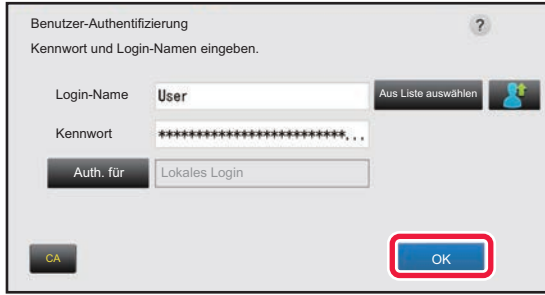 Benutzer-Authentifizierung ?
Kennwort und Login-Namen eingeben.
Login-Name User Aus Liste auswählen
Kennwort *************************...
Auth. für Lokales Login
CA OK